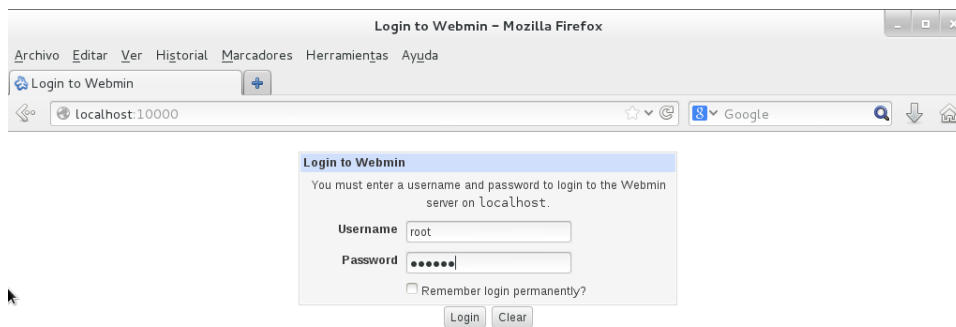 Login to Webmin – Mozilla Firefox
Archivo Editar Ver Historial Marcadores Herramientas Ayuda
Login to Webmin
localhost:10000
Google
Login to Webmin
You must enter a username and password to login to the Webmin
server on localhost.
Username root
Password ●●●●●●
Remember login permanently?
Login Clear